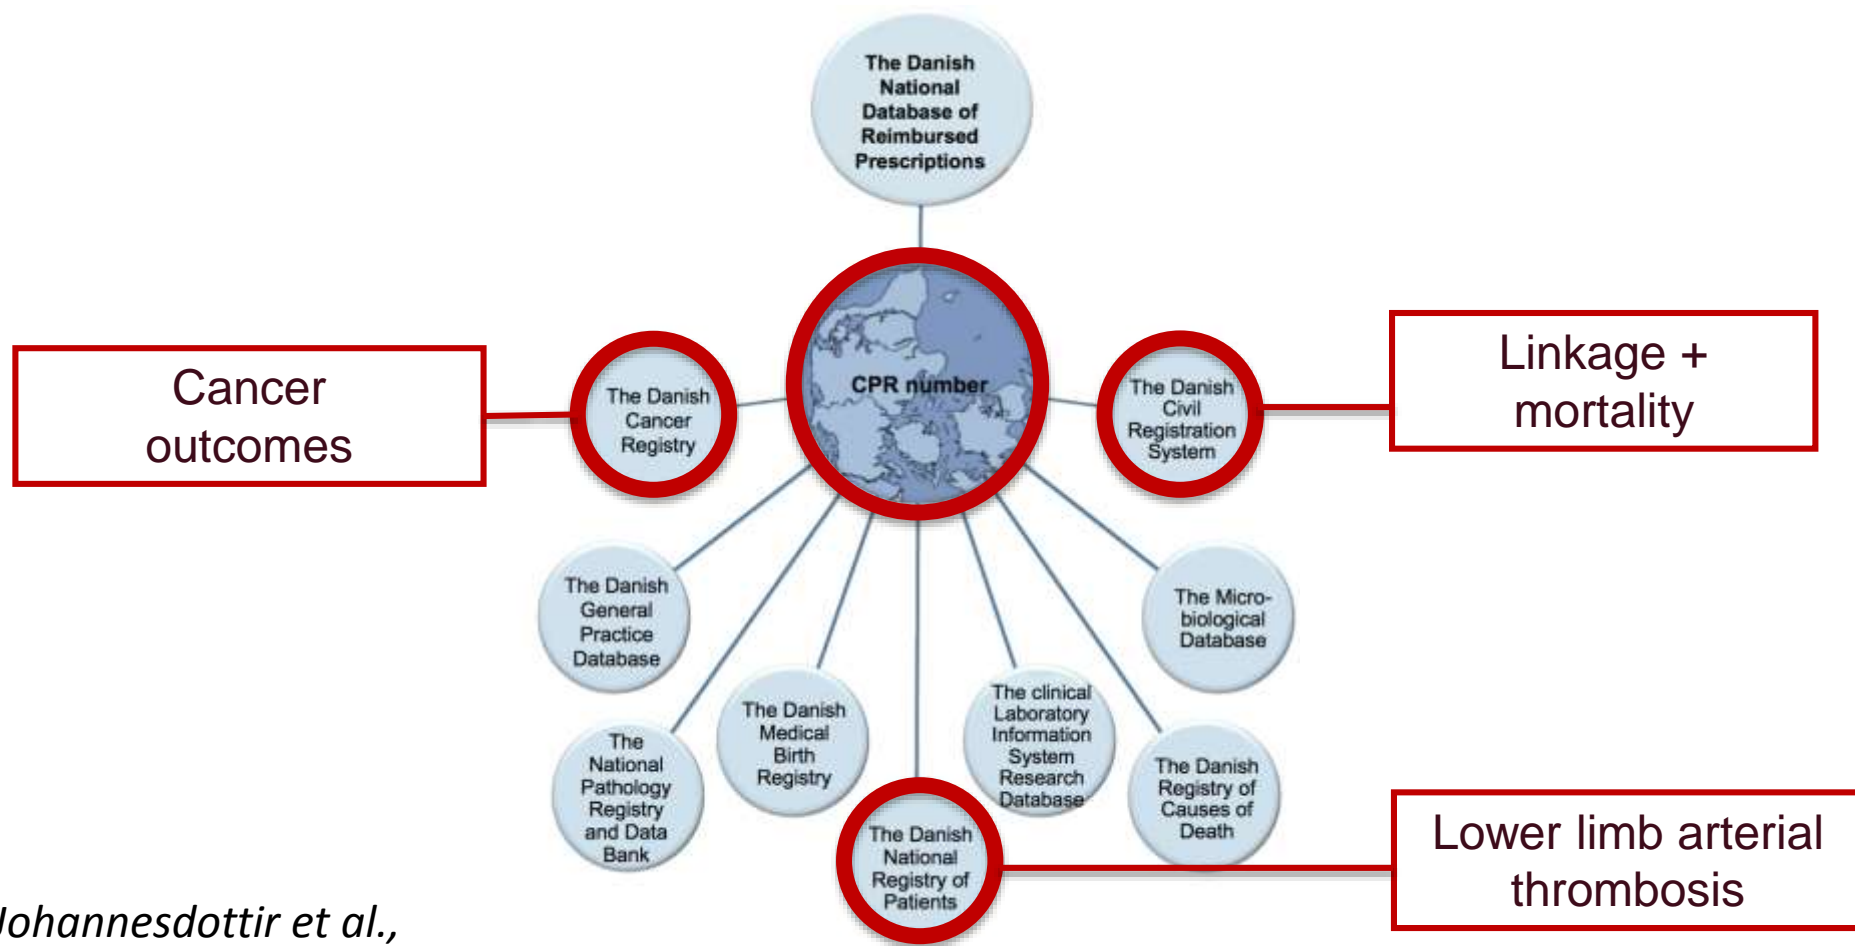 The Danish
National
Database of
Reimbursed
Prescriptions
CPR number
Cancer
outcomes
The Danish
Cancer
Registry
The Danish
Civil
Registration
System
Linkage +
mortality
The Danish
General
Practice
Database
The Micro-
biological
Database
The
National
Pathology
Registry
and Data
Bank
The Danish
Medical
Birth
Registry
The Danish
National
Registry of
Patients
The clinical
Laboratory
Information
System
Research
Database
The Danish
Registry of
Causes of
Death
Lower limb arterial
thrombosis
Johannesdottir et al.,